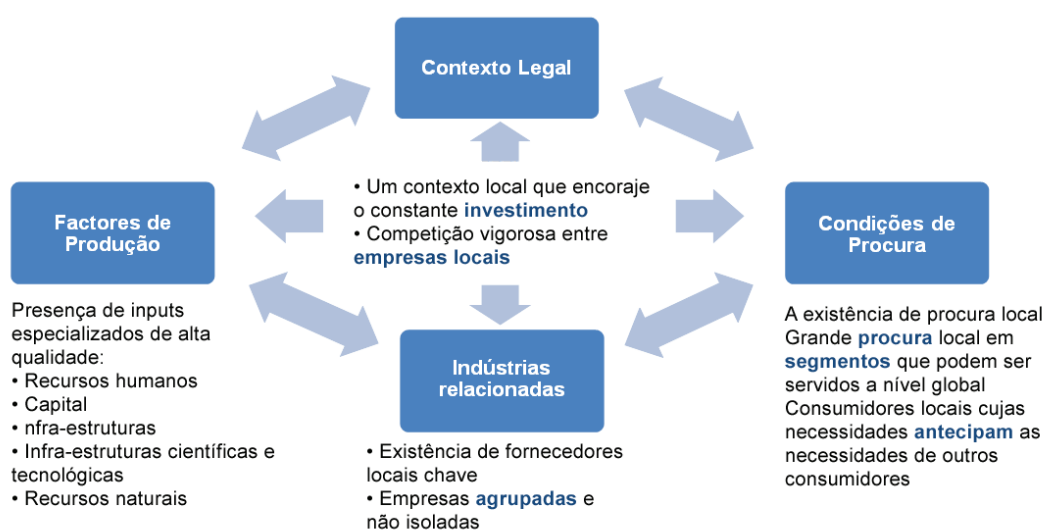 Contexto Legal
• Um contexto local que encoraje
o constante investimento
• Competição vigorosa entre
empresas locais
Factores de
Produção
Presença de inputs
especializados de alta
qualidade:
• Recursos humanos
• Capital
• nfra-estruturas
• Infra-estruturas científicas e
tecnológicas
• Recursos naturais
Condições de
Procura
A existência de procura local
Grande procura local em
segmentos que podem ser
servidos a nível global
Consumidores locais cujas
necessidades antecipam as
necessidades de outros
consumidores
Indústrias
relacionadas
• Existência de fornecedores
locais chave
• Empresas agrupadas e
não isoladas